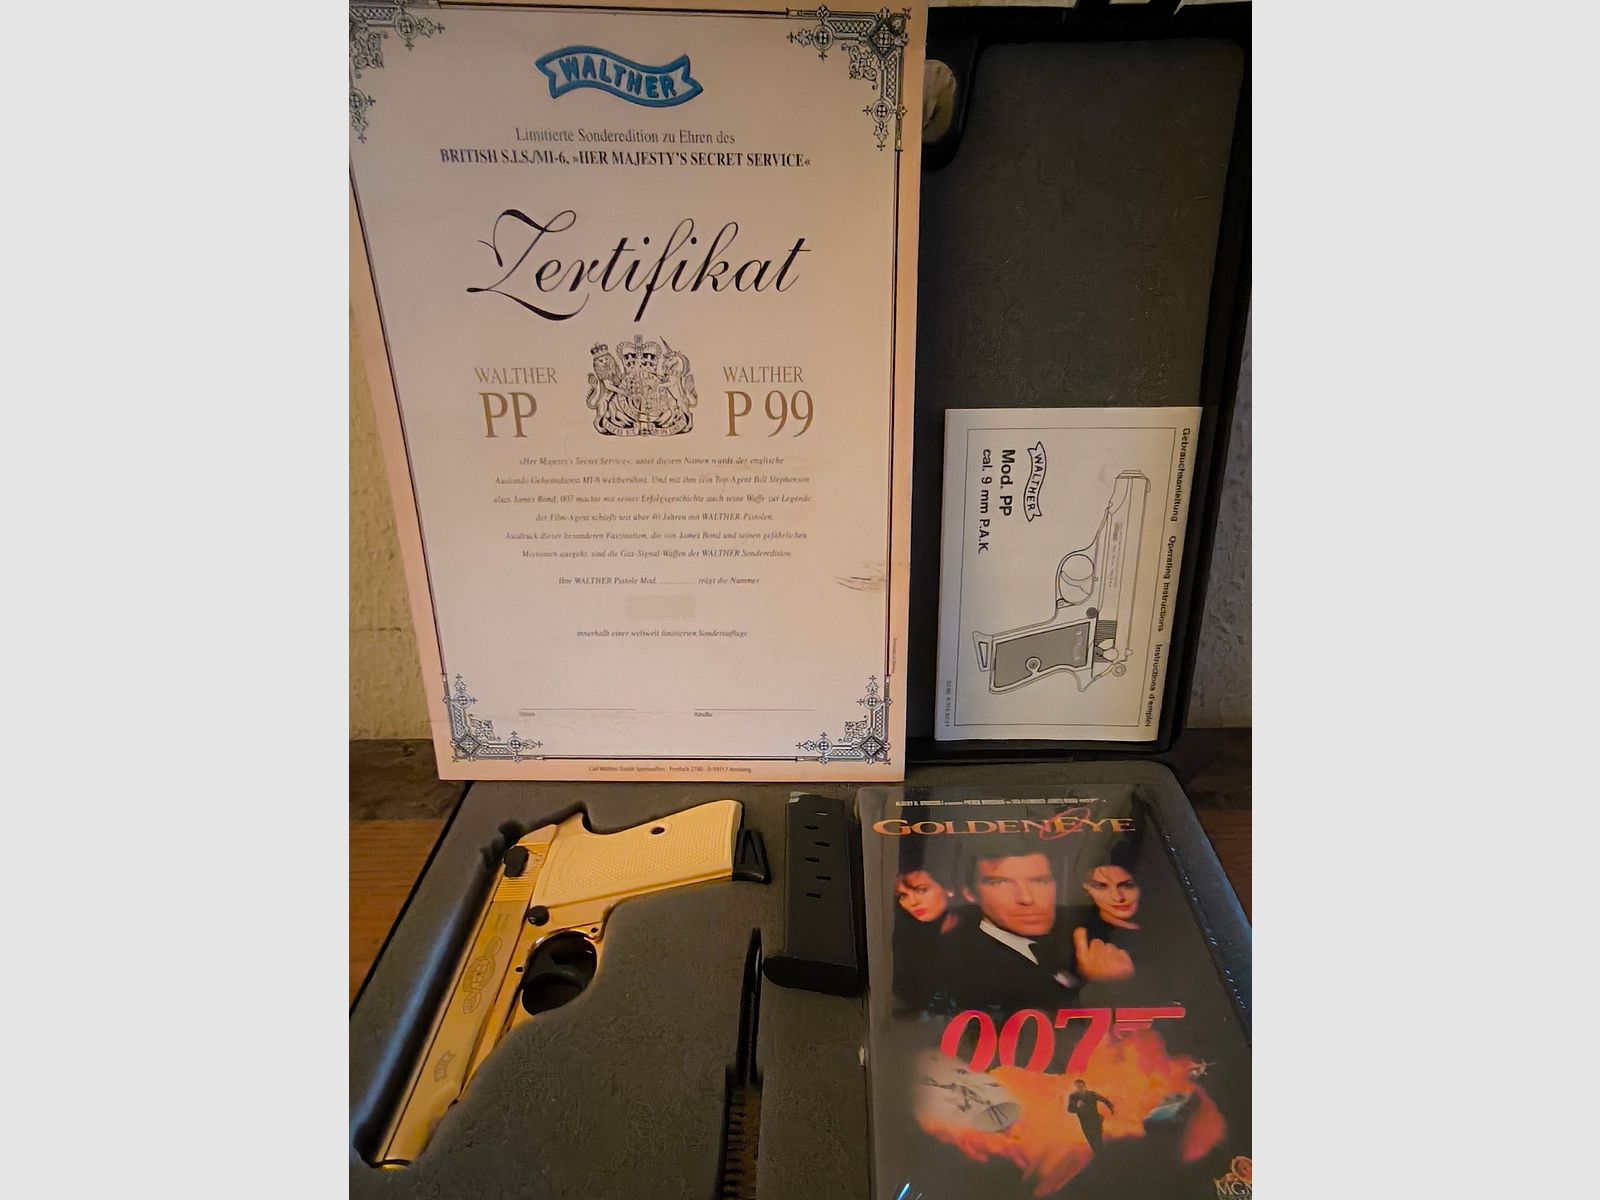 WALTHER
Limitierte Sonderedition zu Ehren des
BRITISH S.I.S./MI-6, »HER MAJESTY'S SECRET SERVICE«
Zertifikat
WALTHER
PP
WALTHER
P 99
»Her Majesty's Secret Service«, unter diesem Namen wurde der englische
Auslands-Geheimdienst MI-6 weltberühmt. Und mit ihm sein Top-Agent Bill Stephenson
alias James Bond, 007 machte mit seiner Erfolgsgeschichte auch seine Waffe zur Legende:
der Film-Agent schießt seit über 40 Jahren mit WALTHER-Pistolen.
Ausdruck dieser besonderen Faszination, die von James Bond und seinen gefährlichen
Missionen ausgeht, sind die Gas-Signal-Waffen der WALTHER Sonderedition.
Ihre WALTHER Pistole Mod. trägt die Nummer
innerhalb einer weltweit limitierten Sonderauflage
Datum
Händler
Carl Walther GmbH Sportwaffen · Postfach 2740 · D-59717 Arnsberg
Gebrauchsanleitung Operating instructions Instructions d'emploi
WALTHER
Mod. PP
cal. 9 mm P.A.K.
GOLDENEYE
007
MGM